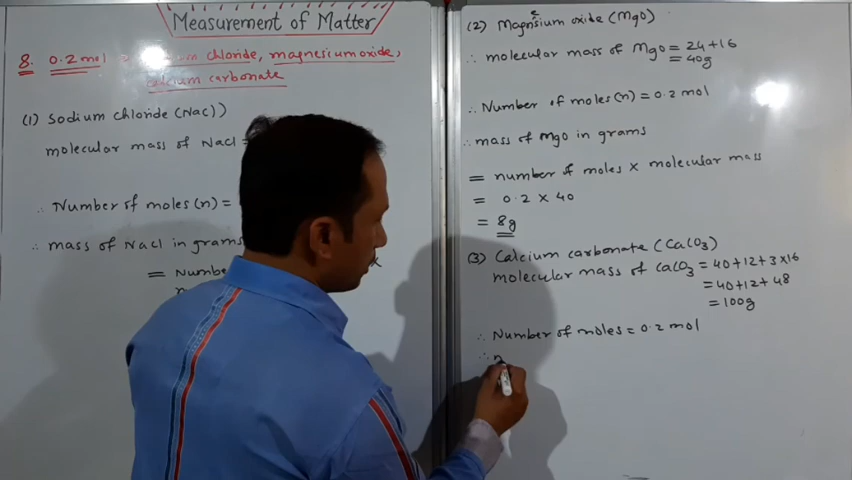 Measurement of Matter
8. 0.2 mol chloride, magnesium oxide,
calcium carbonate
(1) Sodium chloride (NaCl)
molecular mass of NaCl =
∴ Number of moles (n) =
∴ mass of NaCl in grams
= Number
(2) Magnesium oxide (MgO)
∴ molecular mass of MgO = 24+16
= 40g
∴ Number of moles (n) = 0.2 mol
∴ mass of MgO in grams
= number of moles x molecular mass
= 0.2 x 40
= 8g
(3) Calcium carbonate (CaCO3)
molecular mass of CaCO3 = 40+12+3x16
= 40+12+48
= 100g
∴ Number of moles = 0.2 mol
∴